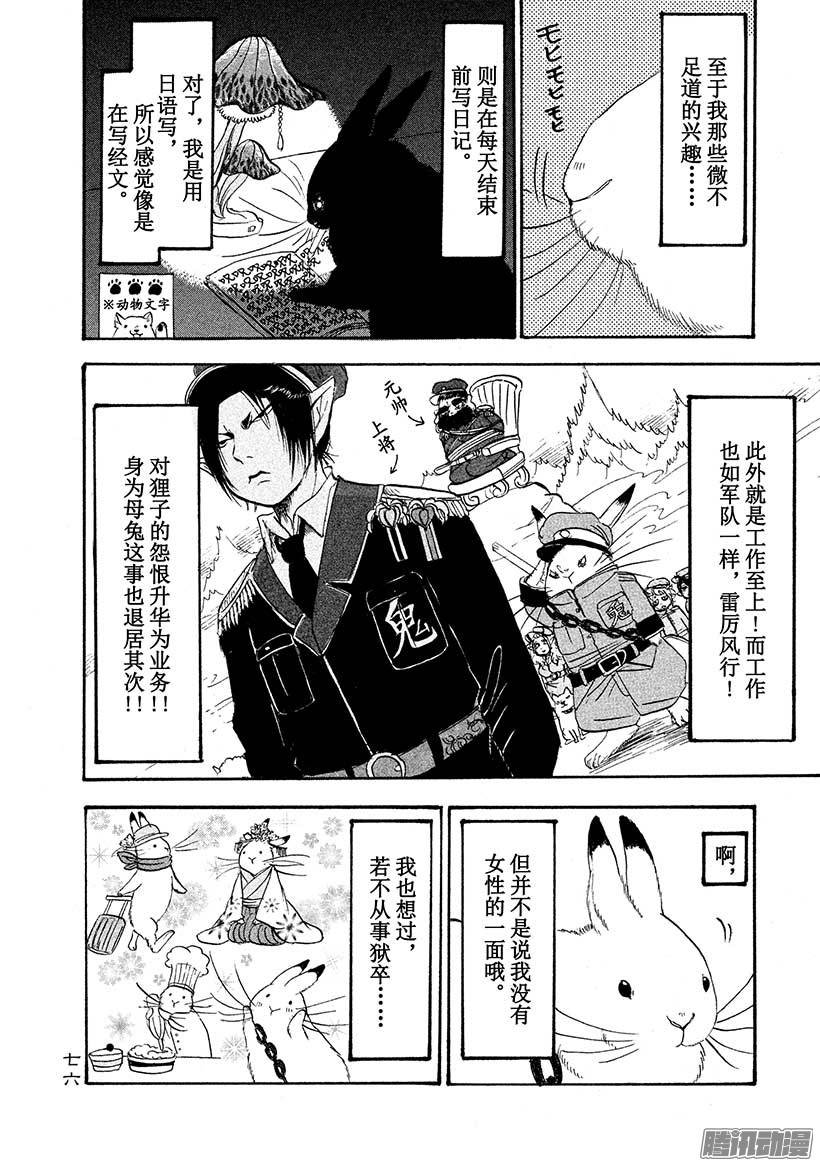 至于我那些微不
足道的兴趣……
モヒモヒモヒ
则是在每天结束
前写日记。
对了，我是用
日语写，
所以感觉像是
在写经文。
※动物文字
此外就是工作至上！而工作
也如军队一样，雷厉风行！
元帅
上将
鬼
鬼
对狸子的怨恨升华为业务!!
身为母兔这事也退居其次!!
啊，
但并不是说我没有
女性的一面哦。
我也想过，
若不从事狱卒……
七六
腾讯动漫